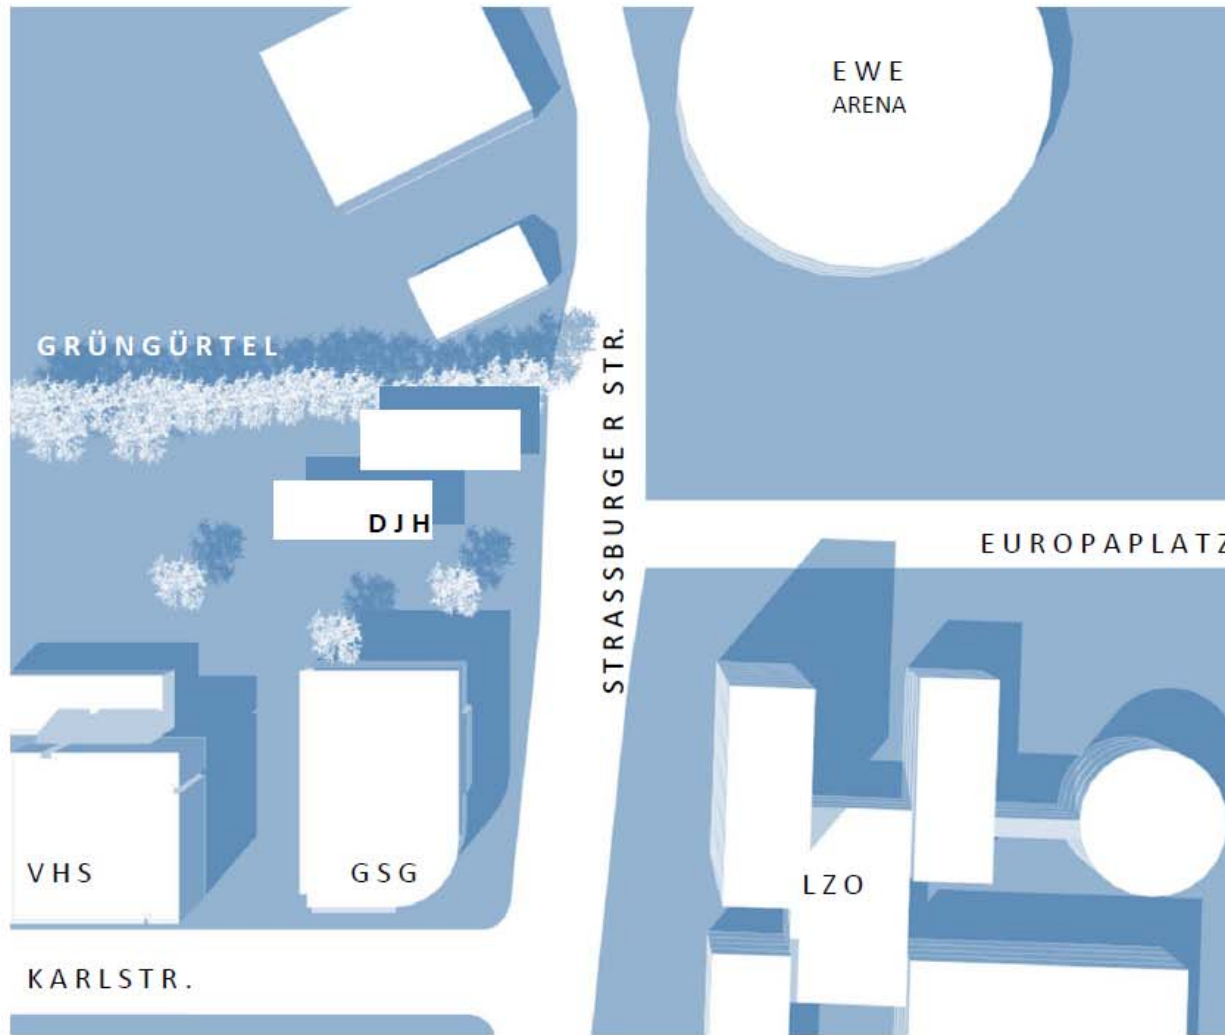 EWE
ARENA
GRÜNGÜRTEL
STRASSBURGER STR.
DJH
EUROPAPLATZ
VHS
GSG
LZO
KARLSTR.